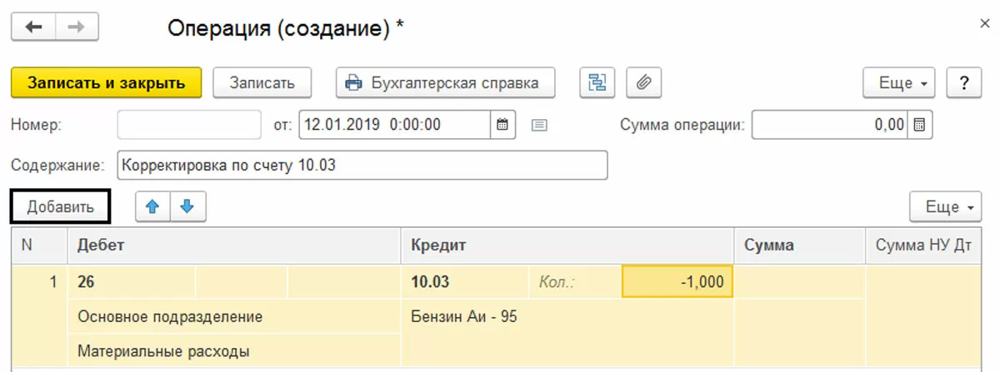 Операция (создание) *
Записать и закрыть Записать Бухгалтерская справка Еще ?
Номер: от: 12.01.2019 0:00:00 Сумма операции: 0,00
Содержание: Корректировка по счету 10.03
Добавить Еще
N Дебет Кредит Сумма Сумма НУ Дт
1 26 10.03 Кол.: -1,000
Основное подразделение Бензин Аи - 95
Материальные расходы